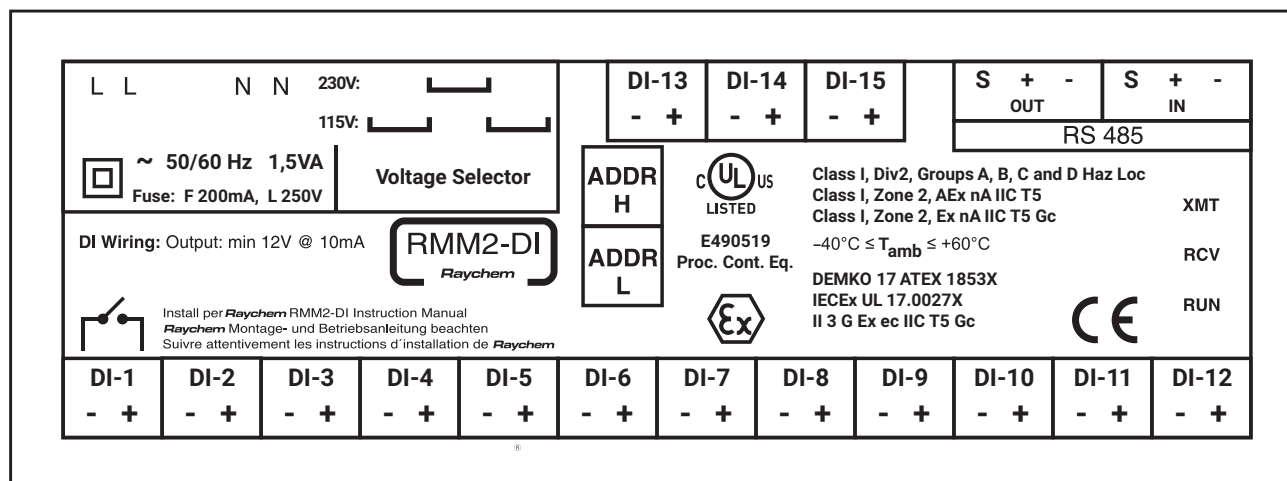 L L N N 230V:
115V:
~ 50/60 Hz 1,5VA
Fuse: F 200mA, L 250V
Voltage Selector
DI-13 DI-14 DI-15
- + - + - +
S + - S + -
OUT IN
RS 485
ADDR
H
ADDR
L
C UL US
LISTED
E490519
Proc. Cont. Eq.
Ex
Class I, Div2, Groups A, B, C and D Haz Loc
Class I, Zone 2, AEx nA IIC T5
Class I, Zone 2, Ex nA IIC T5 Gc
–40°C ≤ Tamb ≤ +60°C
DEMKO 17 ATEX 1853X
IECEx UL 17.0027X
II 3 G Ex ec IIC T5 Gc
CE
XMT
RCV
RUN
DI Wiring: Output: min 12V @ 10mA
RMM2-DI
Raychem
Install per Raychem RMM2-DI Instruction Manual
Raychem Montage- und Betriebsanleitung beachten
Suivre attentivement les instructions d´installation de Raychem
DI-1 DI-2 DI-3 DI-4 DI-5 DI-6 DI-7 DI-8 DI-9 DI-10 DI-11 DI-12
- + - + - + - + - + - + - + - + - + - + - + - +
®